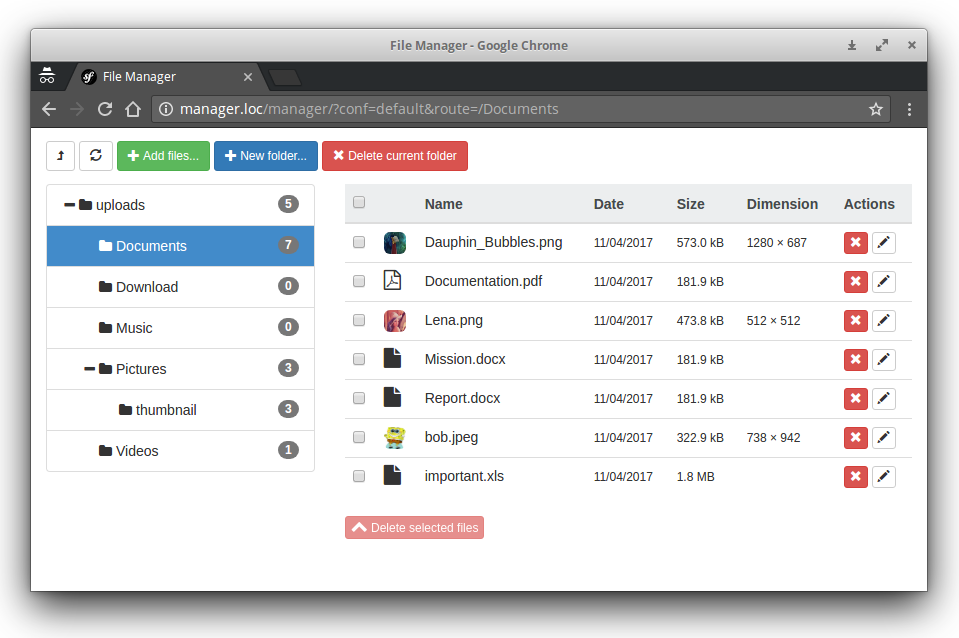 File Manager - Google Chrome
sf File Manager
manager.loc/manager/?conf=default&route=/Documents
Add files... New folder... Delete current folder
uploads 5
Documents 7
Download 0
Music 0
Pictures 3
thumbnail 3
Videos 1
Name Date Size Dimension Actions
Dauphin_Bubbles.png 11/04/2017 573.0 kB 1280 × 687
Documentation.pdf 11/04/2017 181.9 kB
Lena.png 11/04/2017 473.8 kB 512 × 512
Mission.docx 11/04/2017 181.9 kB
Report.docx 11/04/2017 181.9 kB
bob.jpeg 11/04/2017 322.9 kB 738 × 942
important.xls 11/04/2017 1.8 MB
Delete selected files